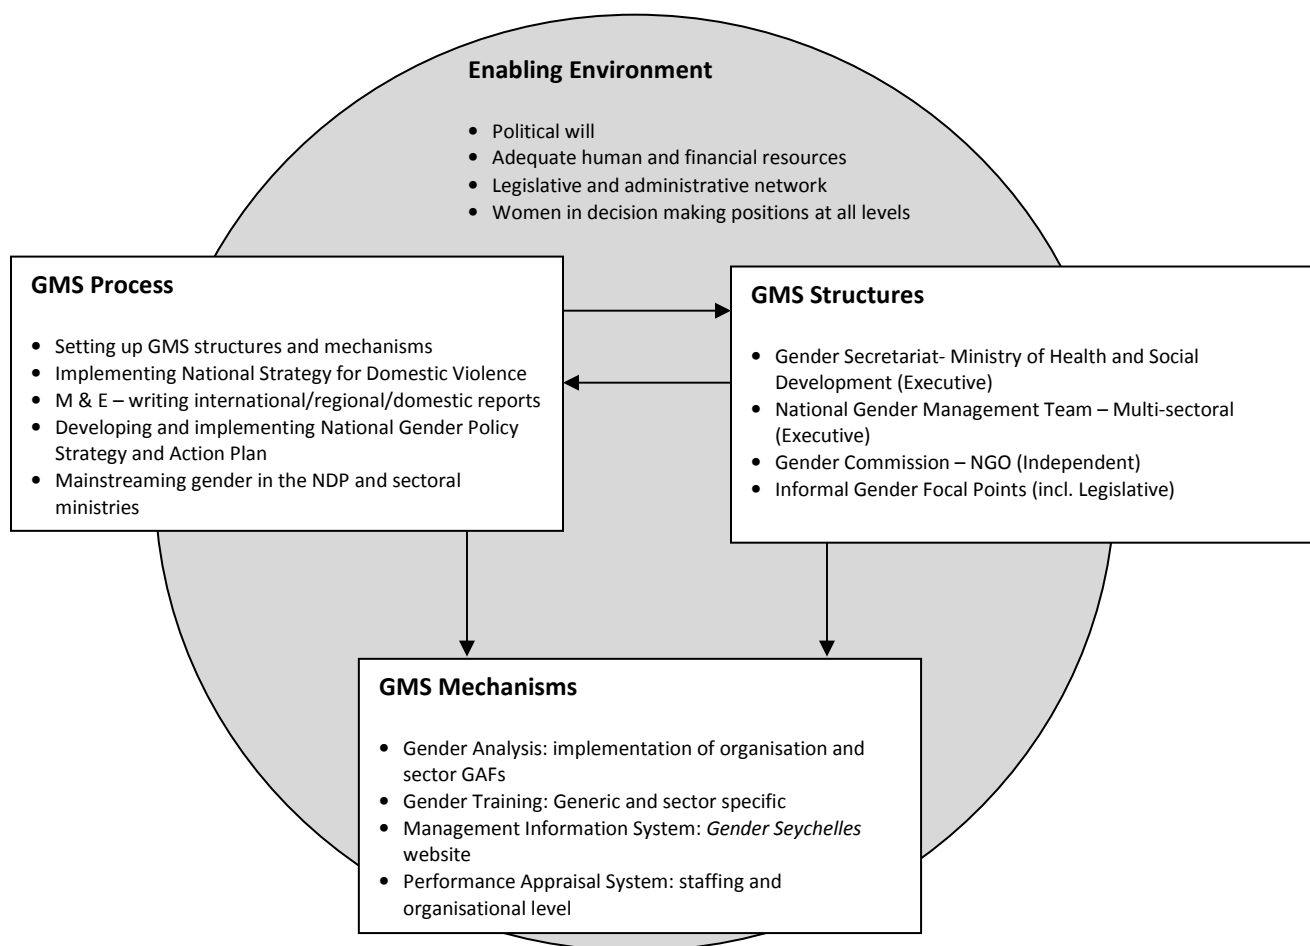 Enabling Environment
• Political will
• Adequate human and financial resources
• Legislative and administrative network
• Women in decision making positions at all levels
GMS Process
• Setting up GMS structures and mechanisms
• Implementing National Strategy for Domestic Violence
• M & E – writing international/regional/domestic reports
• Developing and implementing National Gender Policy
Strategy and Action Plan
• Mainstreaming gender in the NDP and sectoral
ministries
GMS Structures
• Gender Secretariat- Ministry of Health and Social
Development (Executive)
• National Gender Management Team – Multi-sectoral
(Executive)
• Gender Commission – NGO (Independent)
• Informal Gender Focal Points (incl. Legislative)
GMS Mechanisms
• Gender Analysis: implementation of organisation and
sector GAFs
• Gender Training: Generic and sector specific
• Management Information System: Gender Seychelles
website
• Performance Appraisal System: staffing and
organisational level